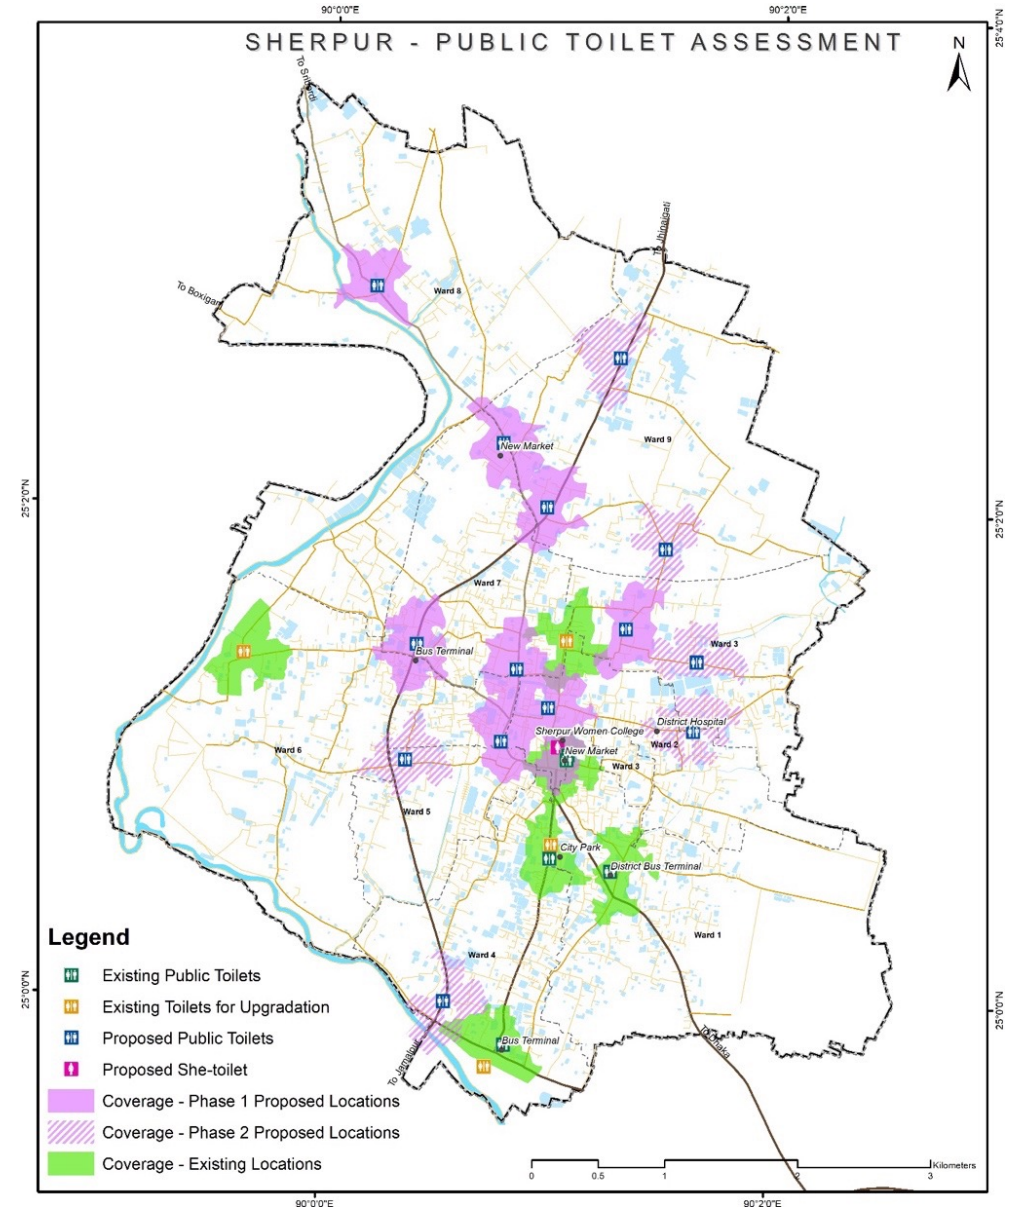 90°0'0"E
90°2'0"E
SHERPUR - PUBLIC TOILET ASSESSMENT
N
25°4'0"N
To Sribordi
To Jhinaigati
To Boxiganj
Ward 8
Ward 9
New Market
25°2'0"N
25°2'0"N
Ward 7
Bus Terminal
Ward 3
District Hospital
Sherpur Women College
Ward 2
New Market
Ward 6
Ward 3
Ward 5
City Park
District Bus Terminal
Ward 1
Ward 4
25°0'0"N
25°0'0"N
Bus Terminal
To Dhaka
To Jamalpur
Legend
Existing Public Toilets
Existing Toilets for Upgradation
Proposed Public Toilets
Proposed She-toilet
Coverage - Phase 1 Proposed Locations
Coverage - Phase 2 Proposed Locations
Coverage - Existing Locations
Kilometers
0 0.5 1 2 3
90°0'0"E
90°2'0"E